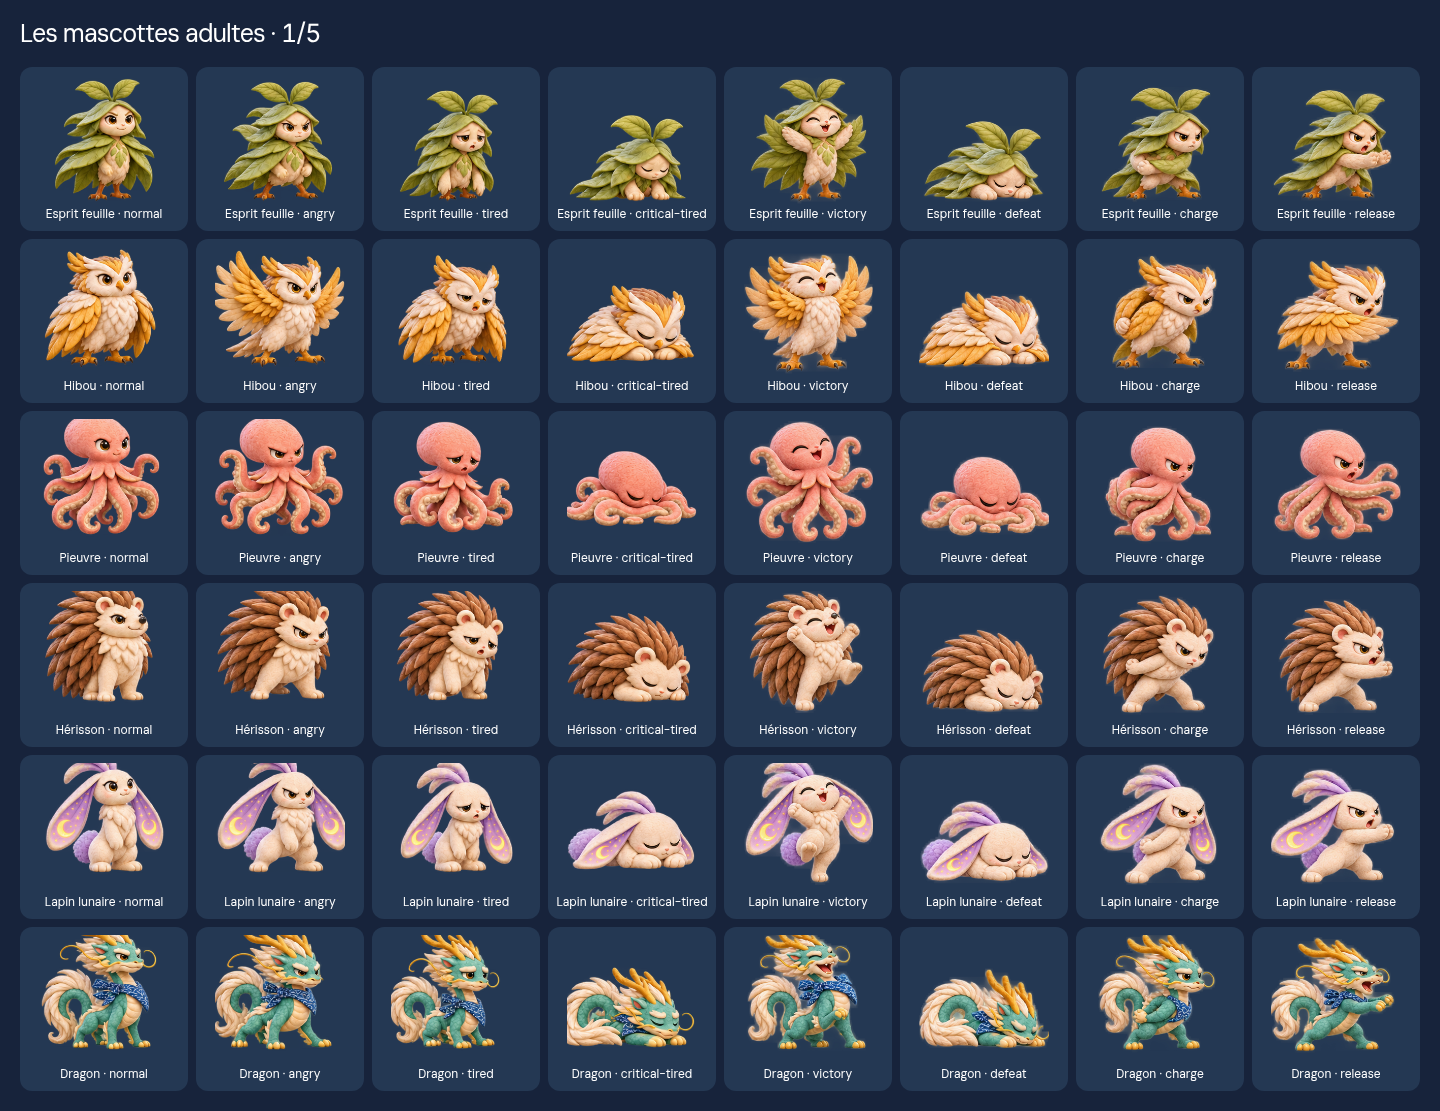 Les mascottes adultes · 1/5
Esprit feuille · normal
Esprit feuille · angry
Esprit feuille · tired
Esprit feuille · critical-tired
Esprit feuille · victory
Esprit feuille · defeat
Esprit feuille · charge
Esprit feuille · release
Hibou · normal
Hibou · angry
Hibou · tired
Hibou · critical-tired
Hibou · victory
Hibou · defeat
Hibou · charge
Hibou · release
Pieuvre · normal
Pieuvre · angry
Pieuvre · tired
Pieuvre · critical-tired
Pieuvre · victory
Pieuvre · defeat
Pieuvre · charge
Pieuvre · release
Hérisson · normal
Hérisson · angry
Hérisson · tired
Hérisson · critical-tired
Hérisson · victory
Hérisson · defeat
Hérisson · charge
Hérisson · release
Lapin lunaire · normal
Lapin lunaire · angry
Lapin lunaire · tired
Lapin lunaire · critical-tired
Lapin lunaire · victory
Lapin lunaire · defeat
Lapin lunaire · charge
Lapin lunaire · release
Dragon · normal
Dragon · angry
Dragon · tired
Dragon · critical-tired
Dragon · victory
Dragon · defeat
Dragon · charge
Dragon · release